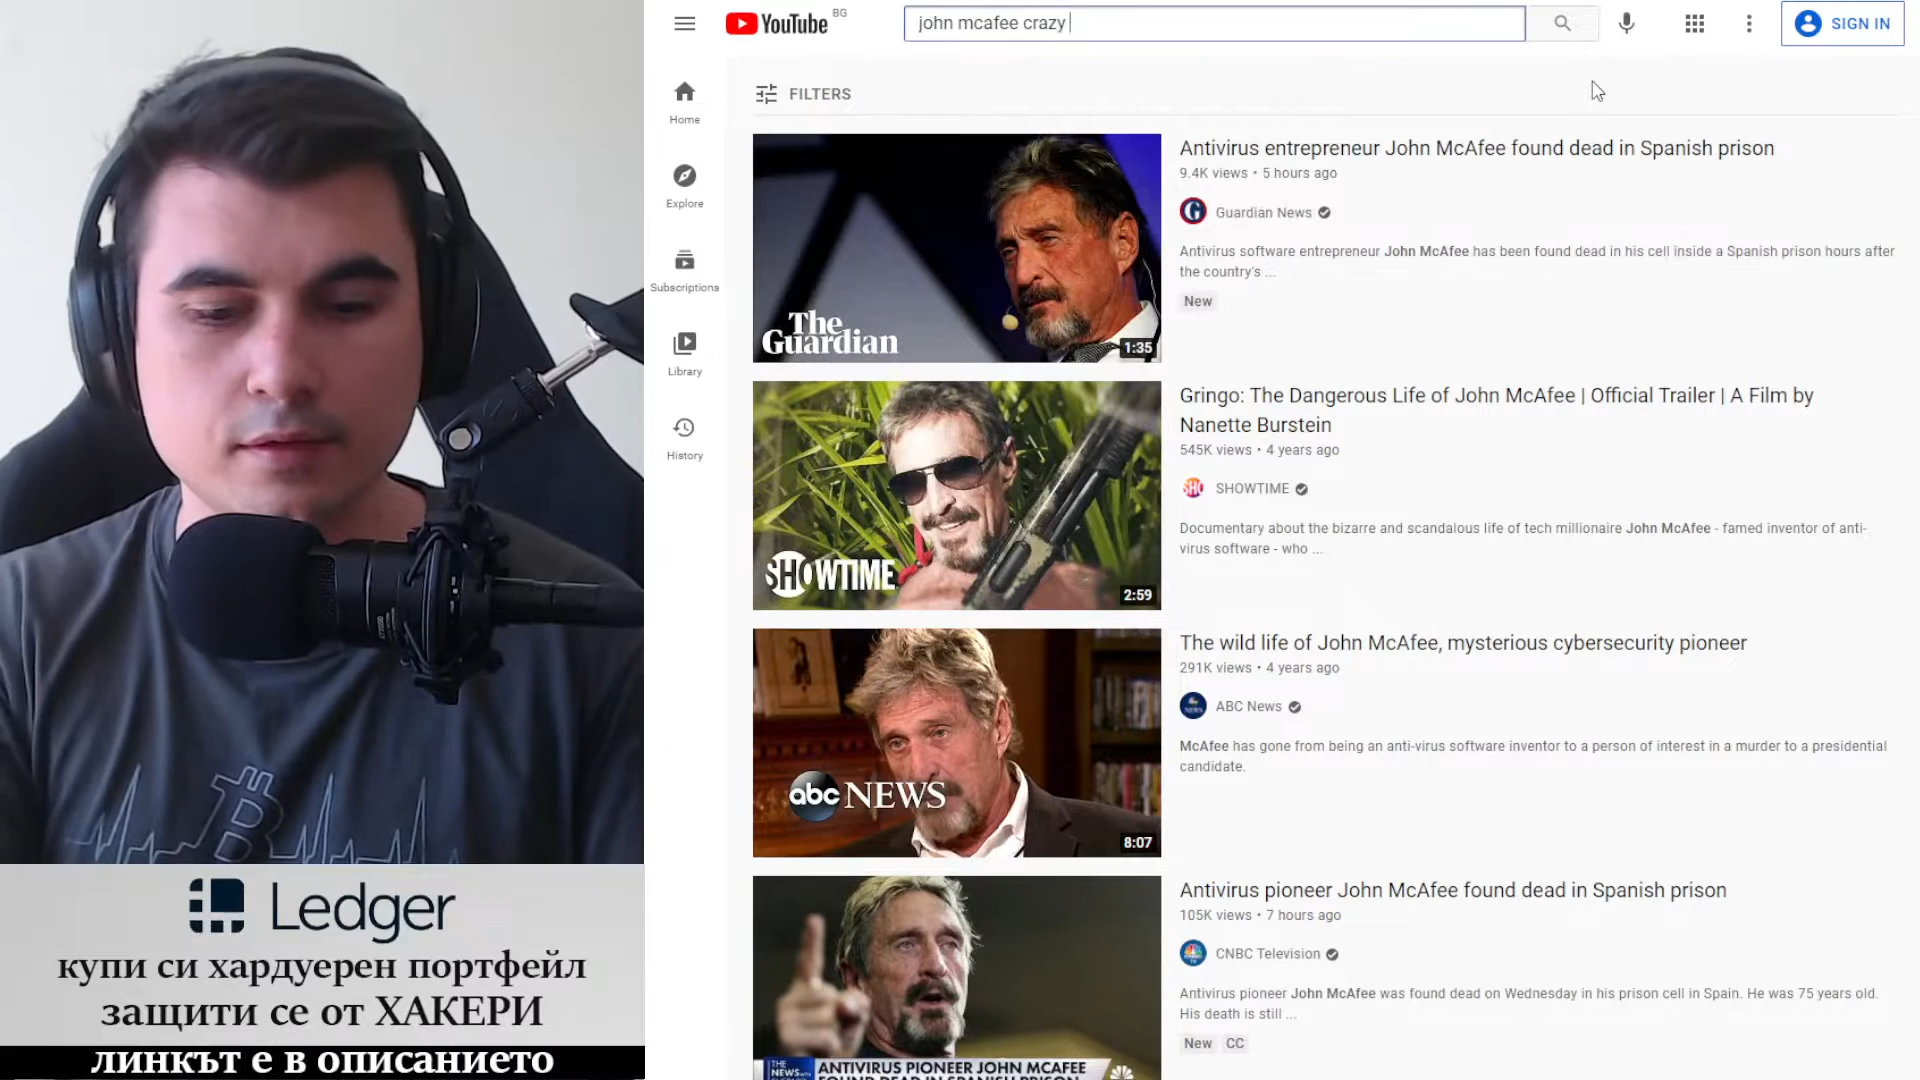 YouTube BG
john mcafee crazy
SIGN IN
FILTERS
Home
Explore
Subscriptions
Library
History
The
Guardian
1:35
Antivirus entrepreneur John McAfee found dead in Spanish prison
9.4K views • 5 hours ago
Guardian News
Antivirus software entrepreneur John McAfee has been found dead in his cell inside a Spanish prison hours after
the country's ...
New
SHOWTIME
2:59
Gringo: The Dangerous Life of John McAfee | Official Trailer | A Film by
Nanette Burstein
545K views • 4 years ago
SHO
SHOWTIME
Documentary about the bizarre and scandalous life of tech millionaire John McAfee - famed inventor of anti-
virus software - who ...
abc NEWS
8:07
The wild life of John McAfee, mysterious cybersecurity pioneer
291K views • 4 years ago
ABC News
McAfee has gone from being an anti-virus software inventor to a person of interest in a murder to a presidential
candidate.
THE
NEWS
ANTIVIRUS PIONEER JOHN MCAFEE
FOUND DEAD IN SPANISH PRISON
Antivirus pioneer John McAfee found dead in Spanish prison
105K views • 7 hours ago
CNBC Television
Antivirus pioneer John McAfee was found dead on Wednesday in his prison cell in Spain. He was 75 years old.
His death is still ...
New CC
Ledger
купи си хардуерен портфейл
защити се от ХАКЕРИ
линкът е в описанието